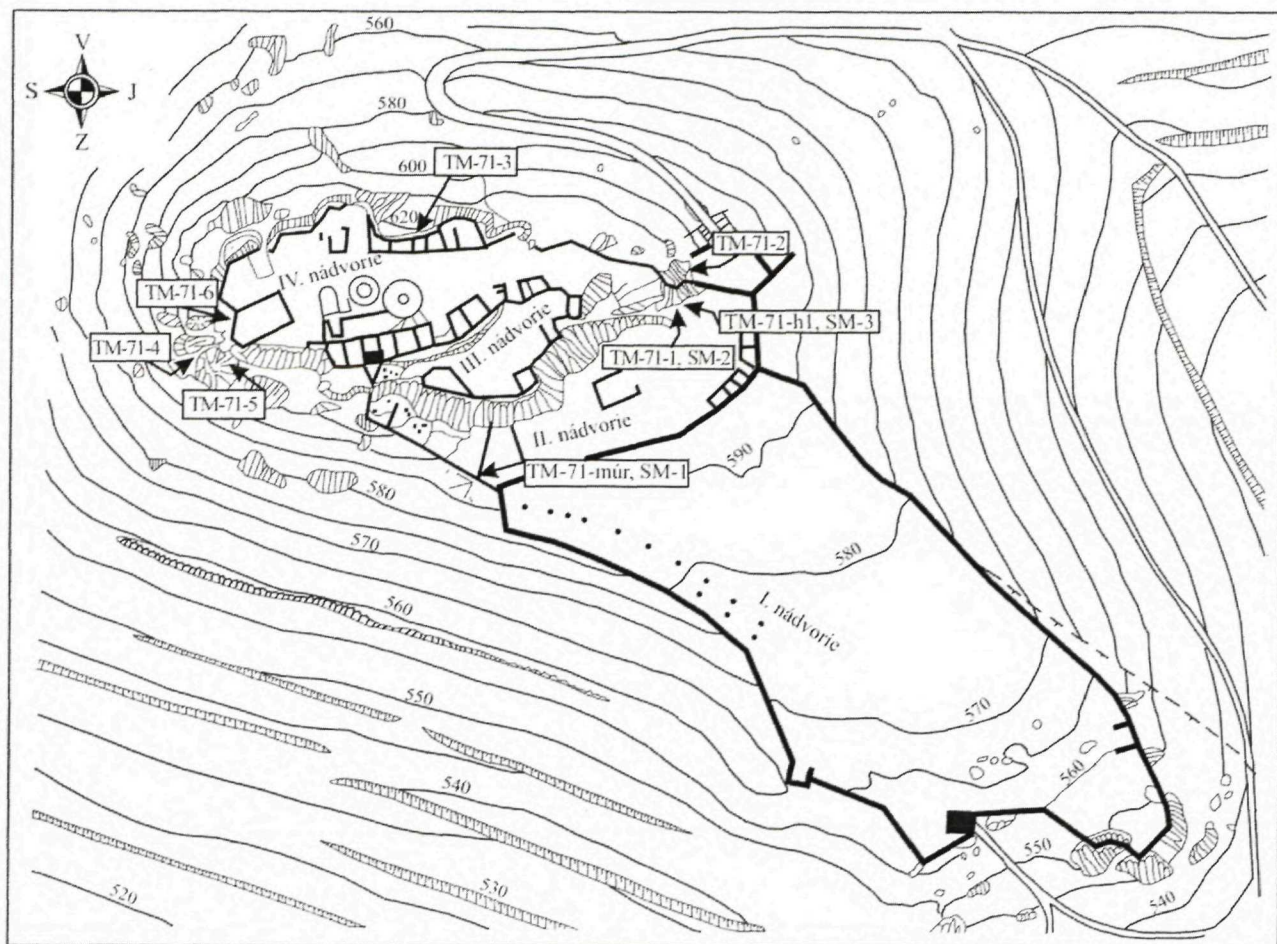 560
V
S J
Z
580
600
TM-71-3
620
TM-71-2
IV. nádvorie
TM-71-6
TM-71-h1, SM-3
III. nádvorie
TM-71-4
TM-71-1, SM-2
TM-71-5
II. nádvorie
590
TM-71-múr, SM-1
580
580
570
560
I. nádvorie
550
570
560
540
550
530
520
540